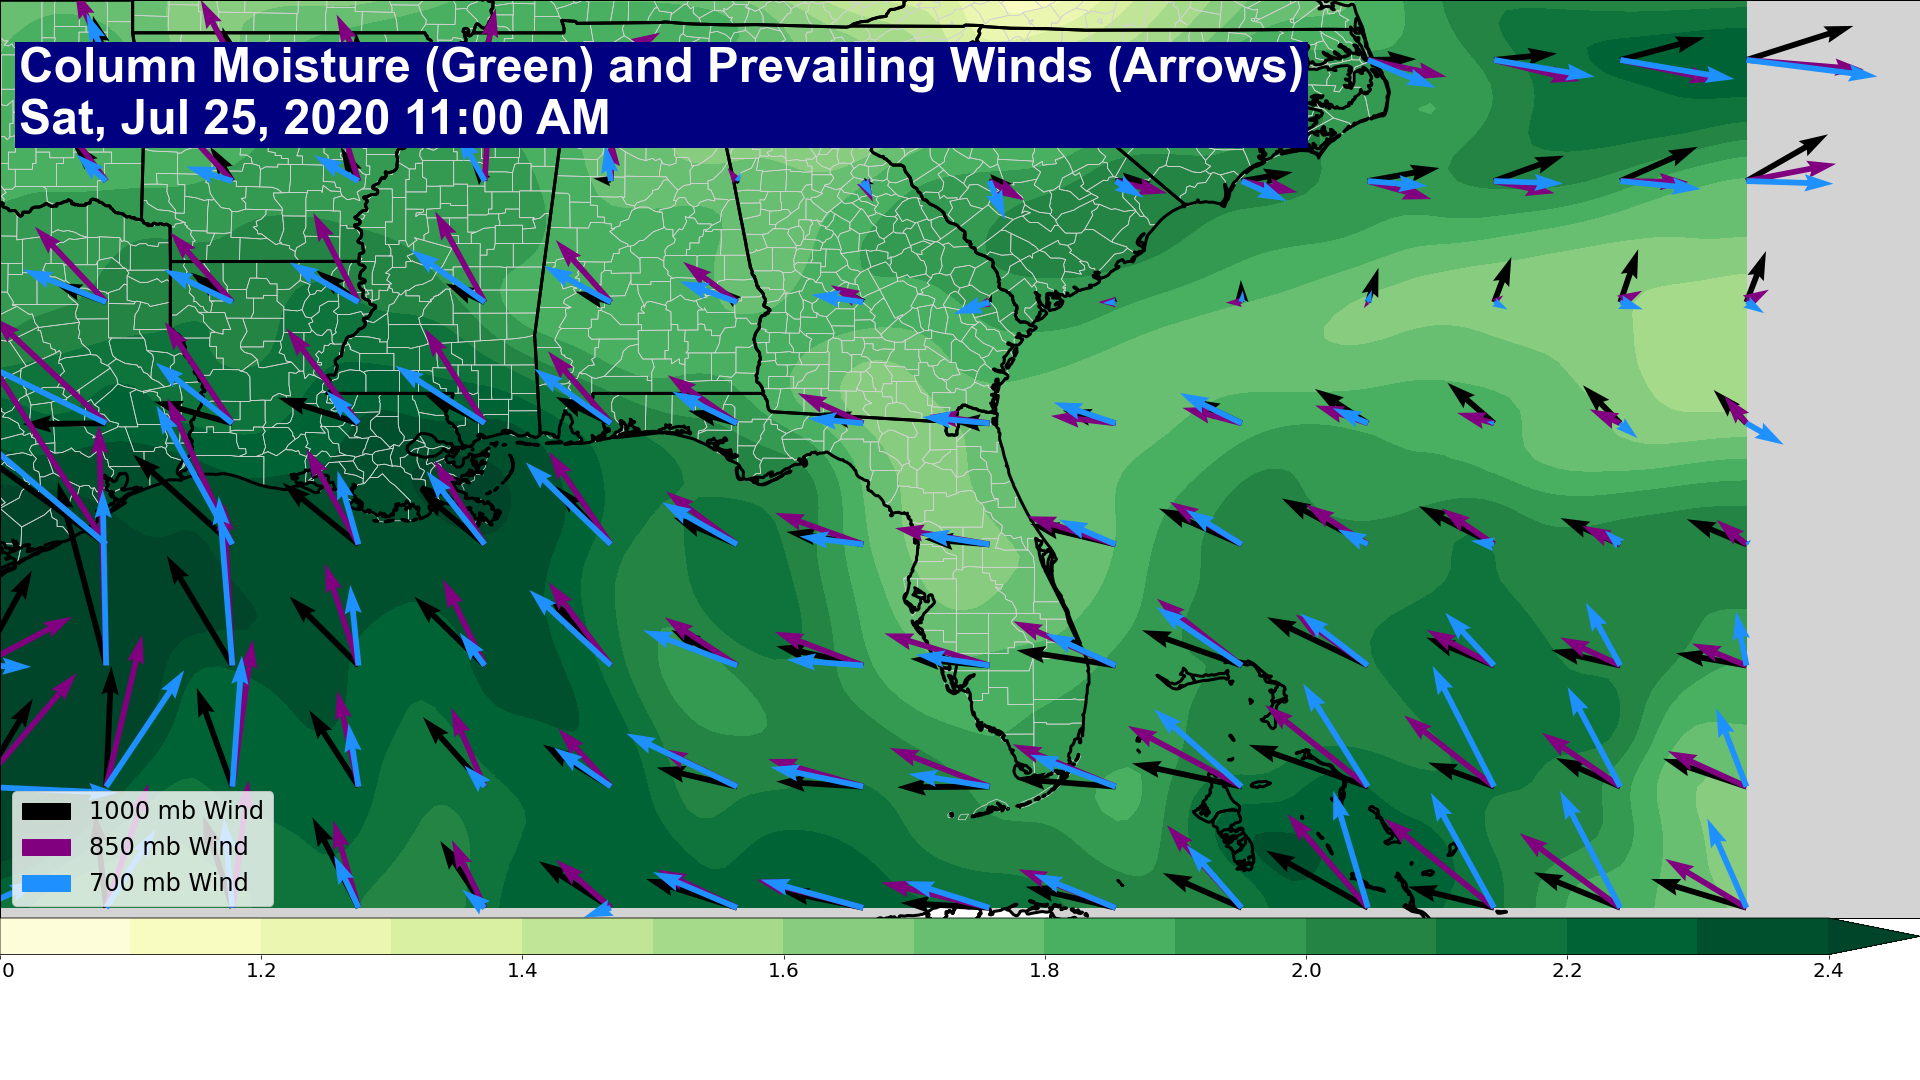 Column Moisture (Green) and Prevailing Winds (Arrows)
Sat, Jul 25, 2020 11:00 AM
1000 mb Wind
850 mb Wind
700 mb Wind
0 1.2 1.4 1.6 1.8 2.0 2.2 2.4